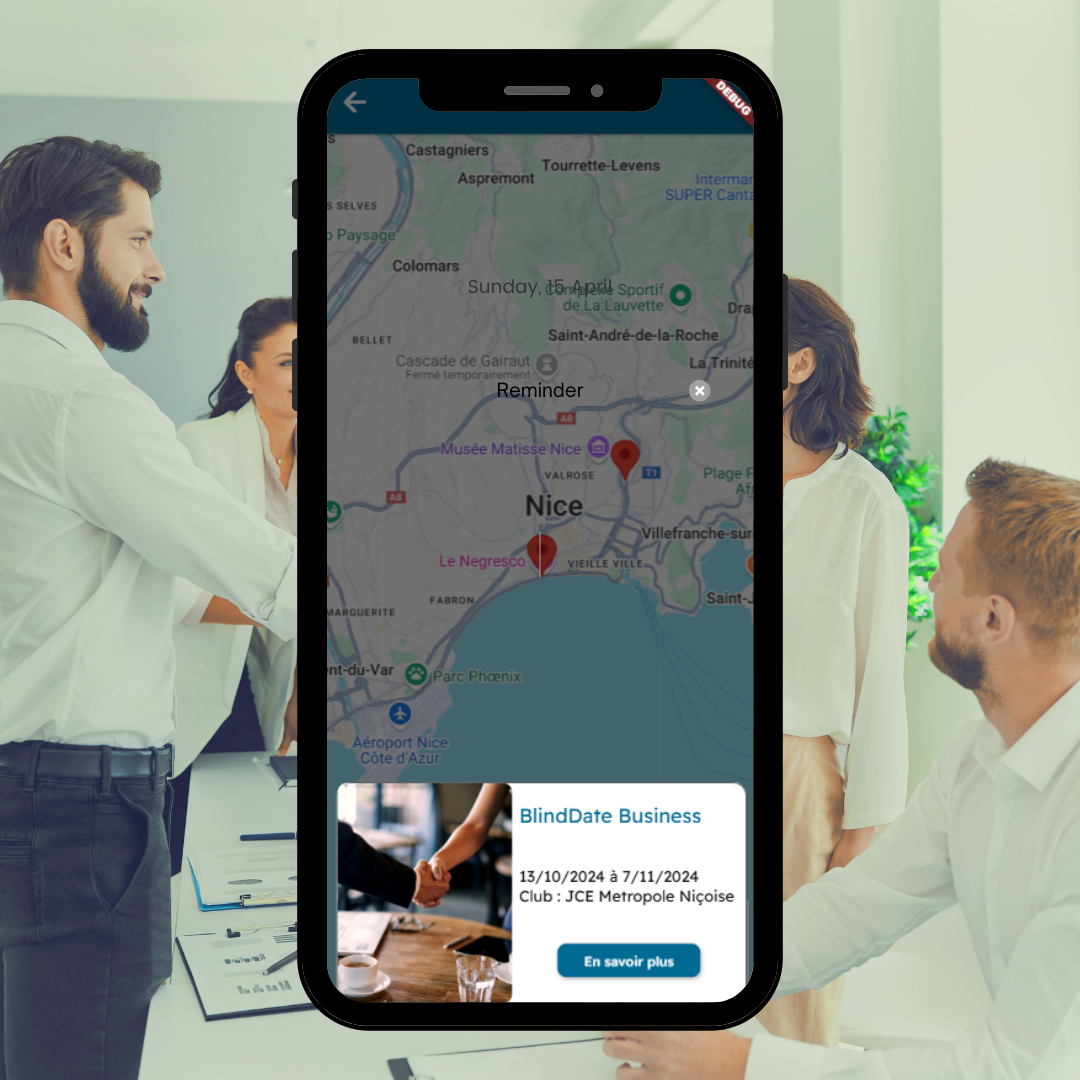 DEBUG
Castagniers
Tourrette-Levens
Aspremont
Intermar
SUPER Canta
S SELVES
o Paysage
Colomars
Sunday, 15 April
Complexe Sportif
de La Lauvette
Dra
Saint-André-de-la-Roche
BELLET
Cascade de Gairaut
Fermé temporairement
La Trinité
Reminder
A8
Musée Matisse Nice
VALROSE
T1
Plage P
A8
Nice
Villefranche-sur
Le Negresco
VIEILLE VILLE
FABRON
Saint-J
MARGUERITE
nt-du-Var
Parc Phœnix
Aéroport Nice
Côte d'Azur
BlindDate Business
13/10/2024 à 7/11/2024
Club : JCE Metropole Niçoise
En savoir plus